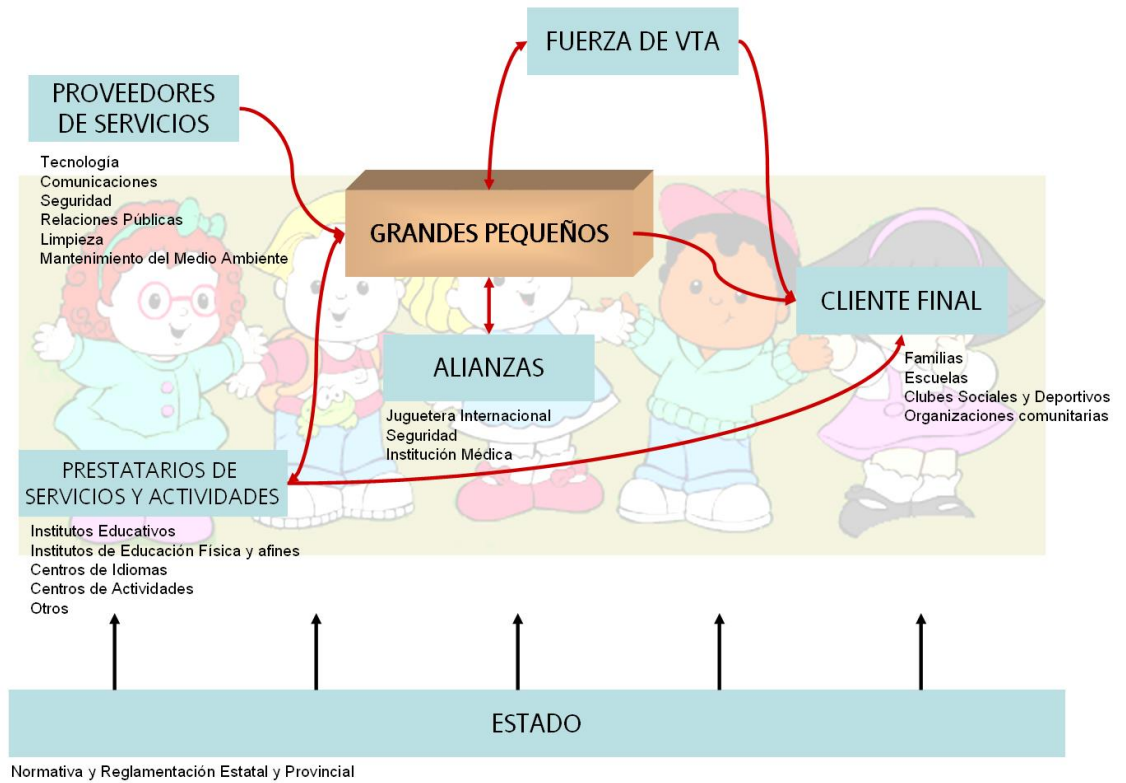 FUERZA DE VTA
PROVEEDORES
DE SERVICIOS
Tecnología
Comunicaciones
Seguridad
Relaciones Públicas
Limpieza
Mantenimiento del Medio Ambiente
GRANDES PEQUEÑOS
CLIENTE FINAL
Familias
Escuelas
Clubes Sociales y Deportivos
Organizaciones comunitarias
ALIANZAS
Juguetera Internacional
Seguridad
Institución Médica
PRESTATARIOS DE
SERVICIOS Y ACTIVIDADES
Institutos Educativos
Institutos de Educación Física y afines
Centros de Idiomas
Centros de Actividades
Otros
ESTADO
Normativa y Reglamentación Estatal y Provincial